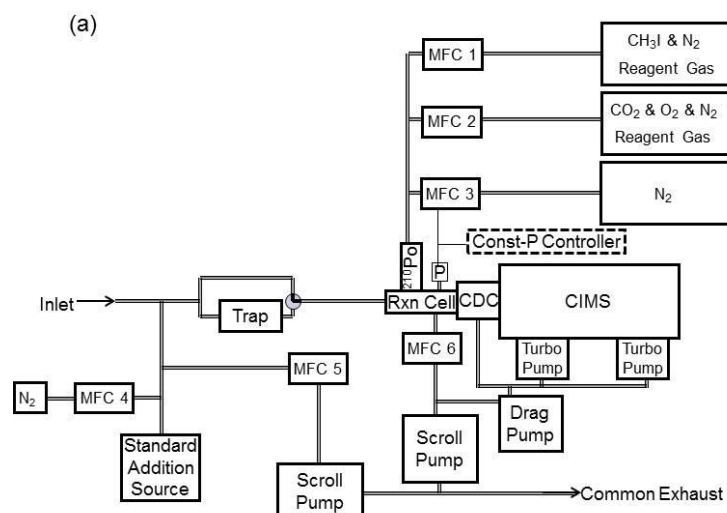 (a)
MFC 1
CH₃I & N₂
Reagent Gas
MFC 2
CO₂ & O₂ & N₂
Reagent Gas
MFC 3
N₂
Const-P Controller
²¹⁰Po
P
Inlet
Trap
Rxn Cell
CDC
CIMS
MFC 6
Turbo
Pump
Turbo
Pump
MFC 5
N₂
MFC 4
Drag
Pump
Scroll
Pump
Standard
Addition
Source
Scroll
Pump
Common Exhaust